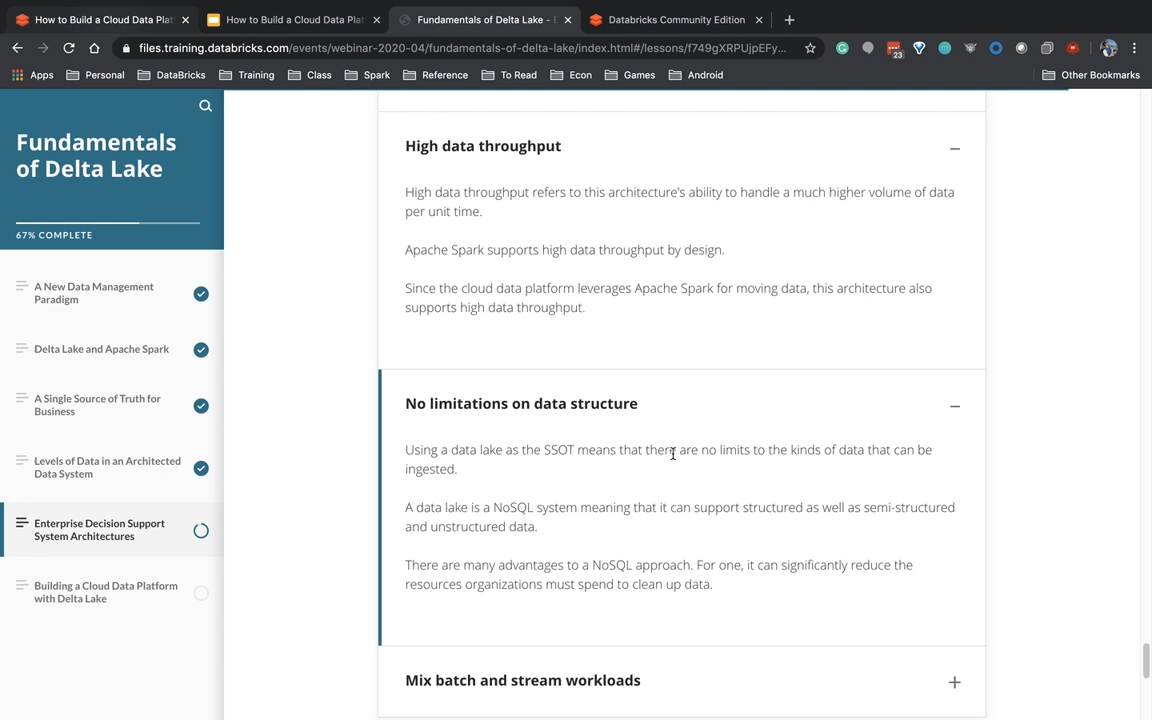 How to Build a Cloud Data Plat
How to Build a Cloud Data Plat
Fundamentals of Delta Lake - E
Databricks Community Edition
files.training.databricks.com/events/webinar-2020-04/fundamentals-of-delta-lake/index.html#/lessons/f749gXRPUjpEFy...
23
Apps
Personal
DataBricks
Training
Class
Spark
Reference
To Read
Econ
Games
Android
Other Bookmarks
Fundamentals
of Delta Lake
67% COMPLETE
A New Data Management
Paradigm
Delta Lake and Apache Spark
A Single Source of Truth for
Business
Levels of Data in an Architected
Data System
Enterprise Decision Support
System Architectures
Building a Cloud Data Platform
with Delta Lake
High data throughput
High data throughput refers to this architecture's ability to handle a much higher volume of data
per unit time.
Apache Spark supports high data throughput by design.
Since the cloud data platform leverages Apache Spark for moving data, this architecture also
supports high data throughput.
No limitations on data structure
Using a data lake as the SSOT means that there are no limits to the kinds of data that can be
ingested.
A data lake is a NoSQL system meaning that it can support structured as well as semi-structured
and unstructured data.
There are many advantages to a NoSQL approach. For one, it can significantly reduce the
resources organizations must spend to clean up data.
Mix batch and stream workloads